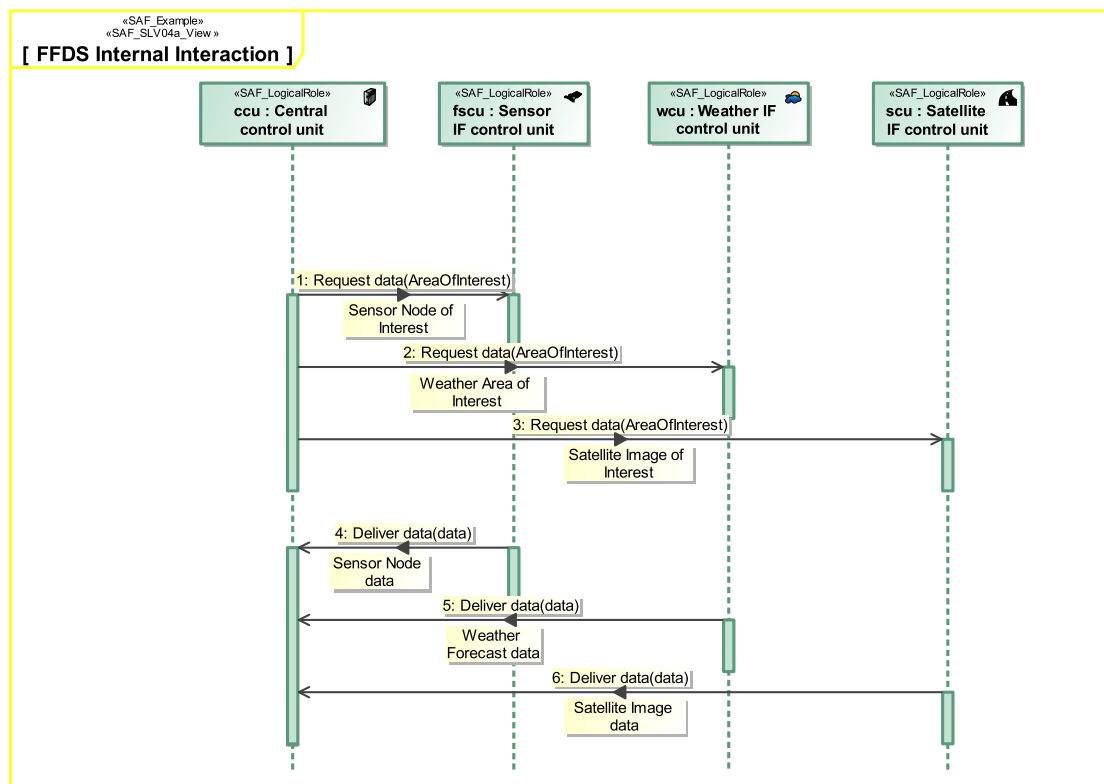 «SAF_Example»
«SAF_SLV04a_View »
[ FFDS Internal Interaction ]
«SAF_LogicalRole»
ccu : Central
control unit
«SAF_LogicalRole»
fscu : Sensor
IF control unit
«SAF_LogicalRole»
wcu : Weather IF
control unit
«SAF_LogicalRole»
scu : Satellite
IF control unit
1: Request data(AreaOfInterest)
Sensor Node of
Interest
2: Request data(AreaOfInterest)
Weather Area of
Interest
3: Request data(AreaOfInterest)
Satellite Image of
Interest
4: Deliver data(data)
Sensor Node
data
5: Deliver data(data)
Weather
Forecast data
6: Deliver data(data)
Satellite Image
data